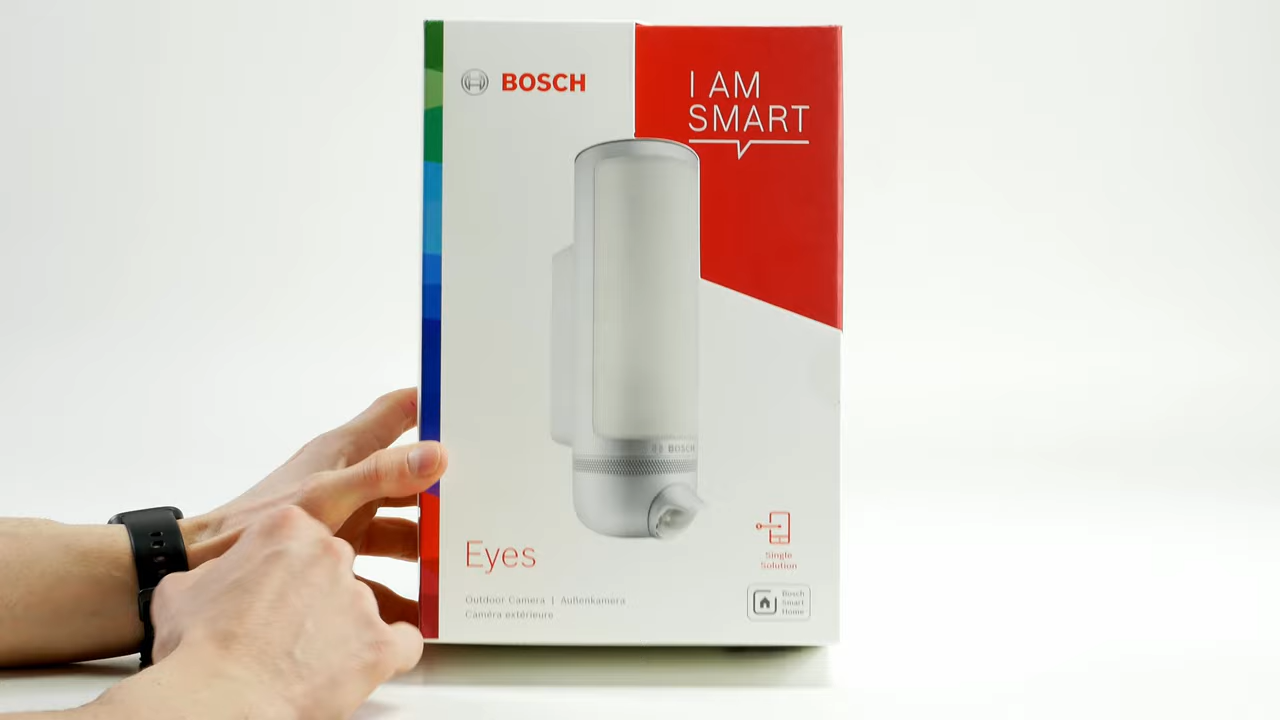 BOSCH
I AM
SMART
BOSCH
Eyes
Single
Solution
Outdoor Camera | Außenkamera
Caméra extérieure
Bosch
Smart
Home